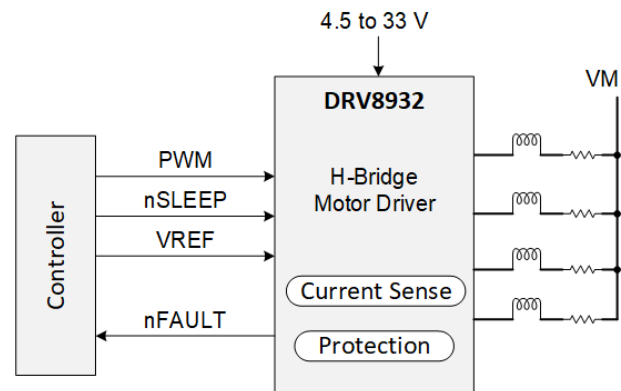 4.5 to 33 V
VM
DRV8932
H-Bridge
Motor Driver
Controller
PWM
nSLEEP
VREF
nFAULT
Current Sense
Protection